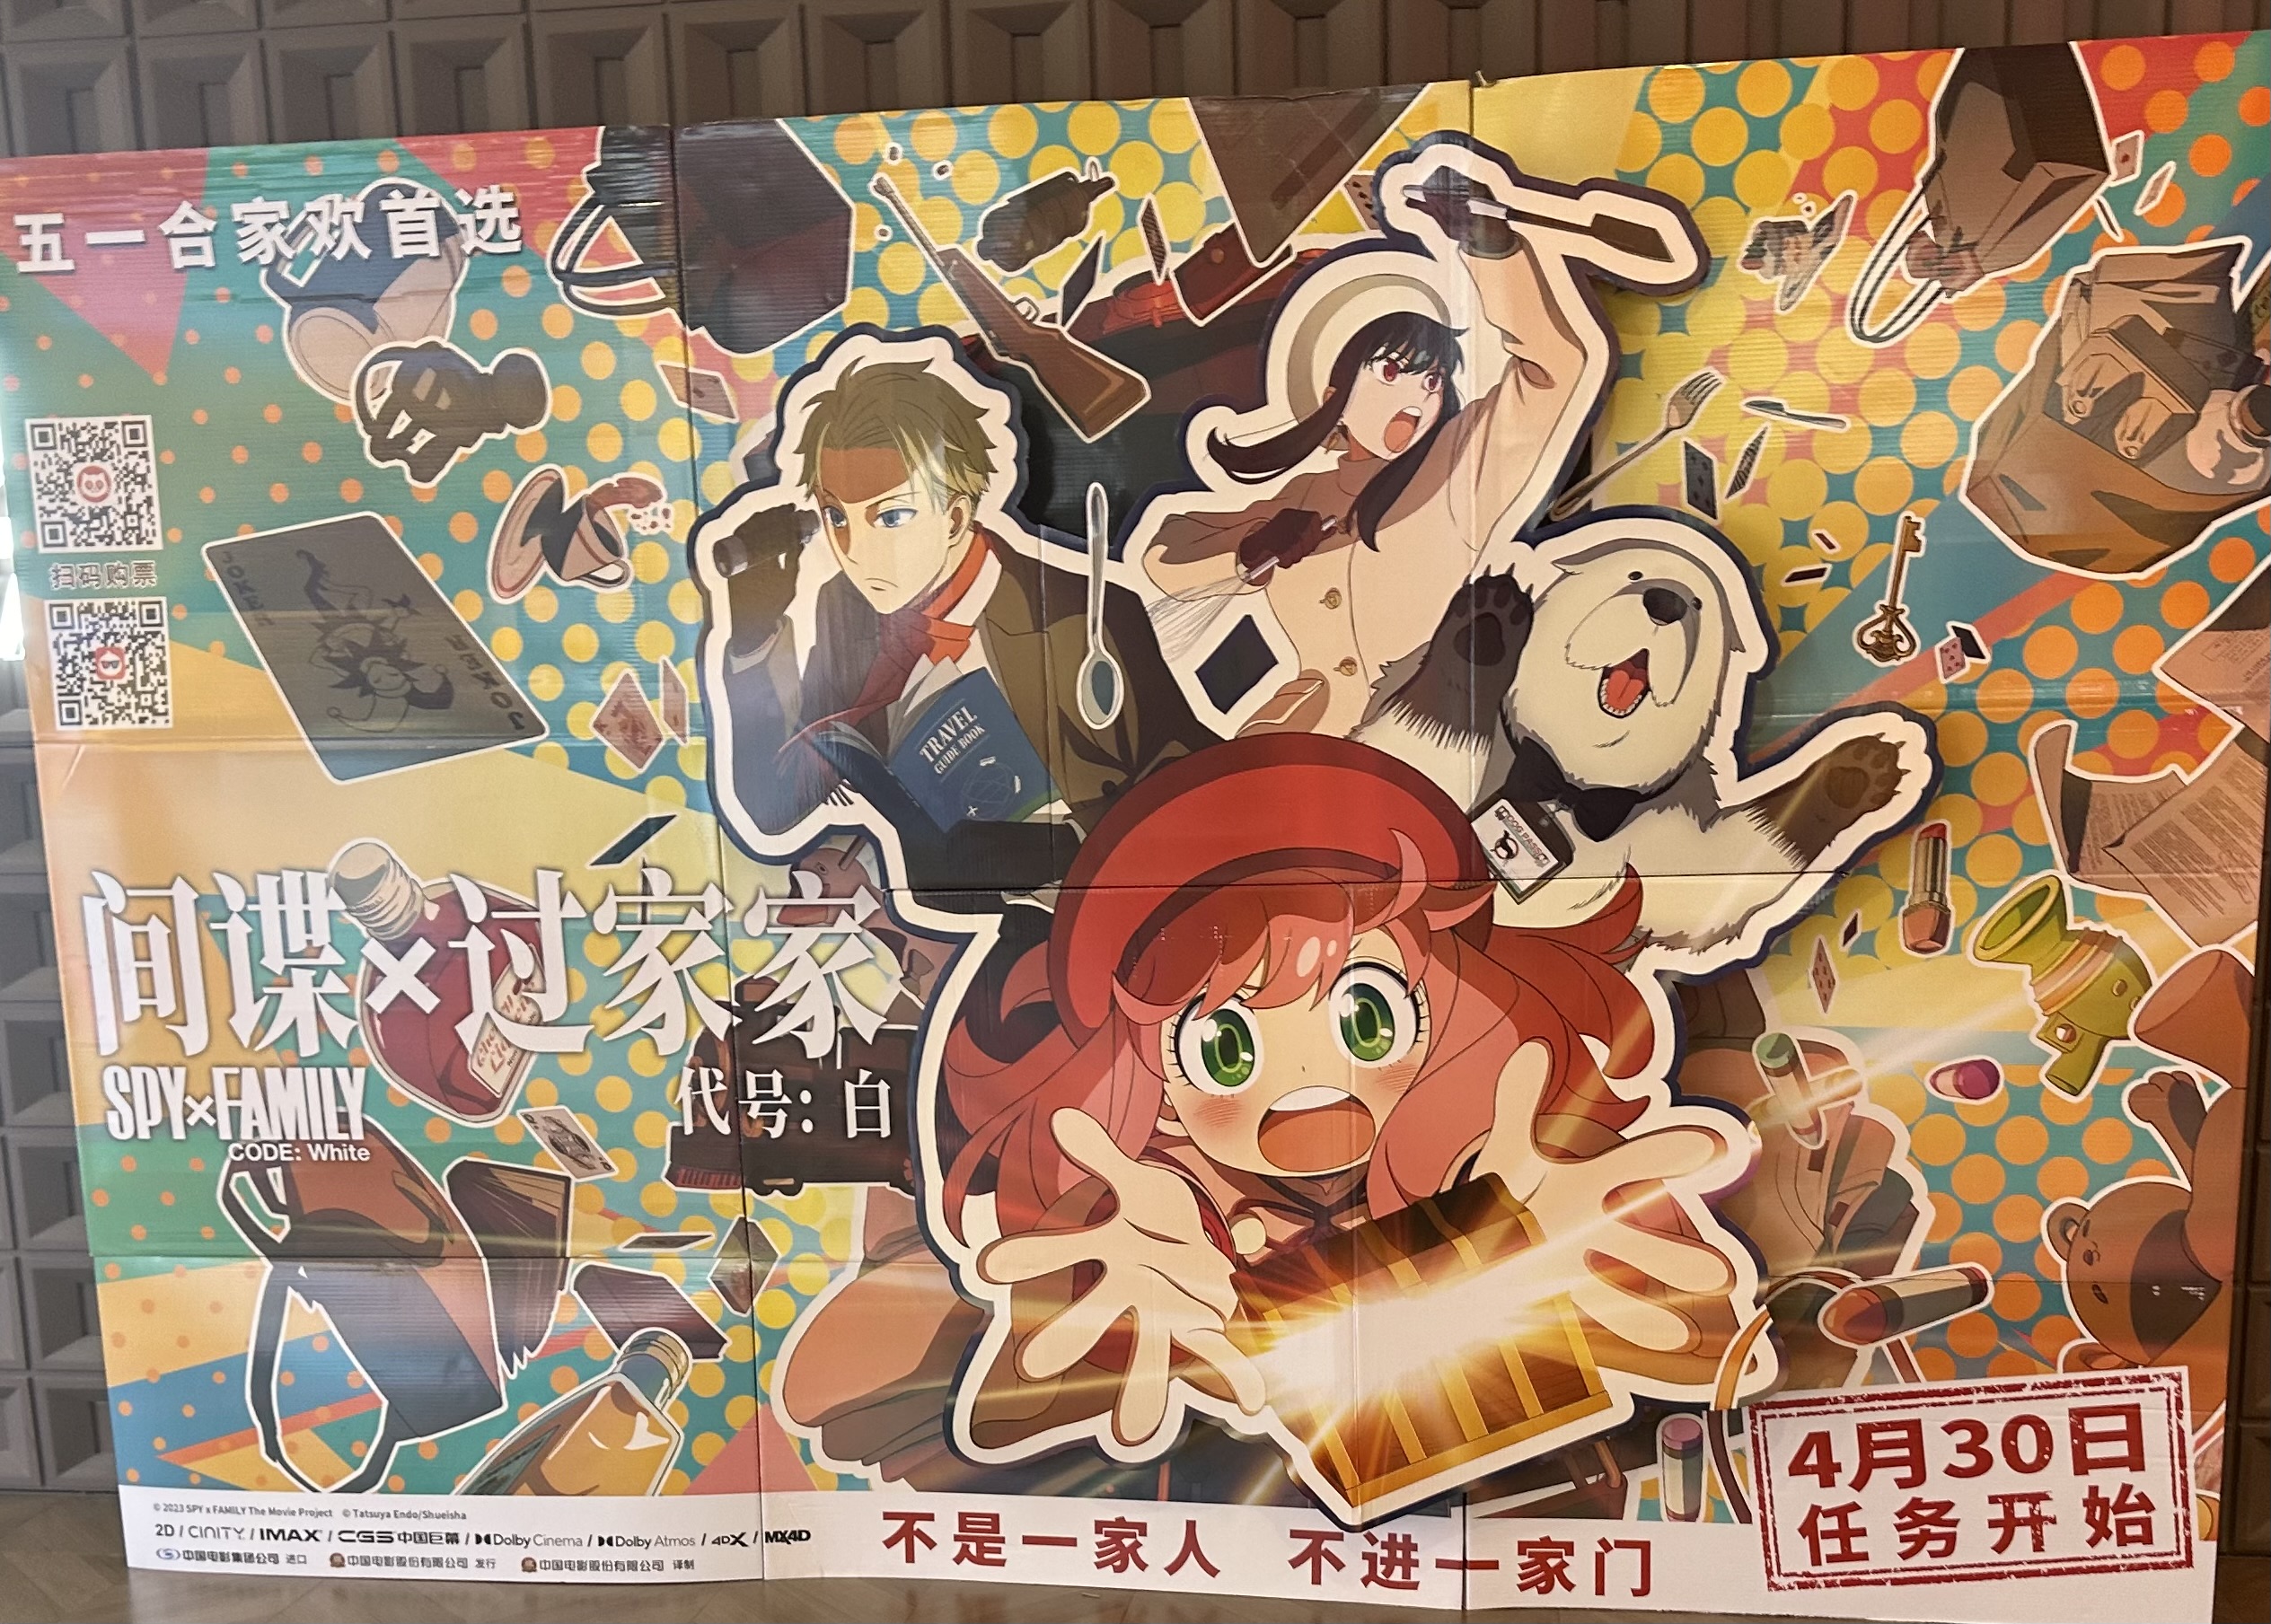 五一合家欢首选
扫码购票
JOKER
JOKER
TRAVEL
GUIDE BOOK
间谍×过家家
SPY×FAMILY
CODE: White
代号: 白
4月30日
任务开始
© 2023 SPY x FAMILY The Movie Project © Tatsuya Endo/Shueisha
2D / CINITY / IMAX / CGS中国巨幕 / Dolby Cinema / Dolby Atmos / 4DX / MX4D
中国电影集团公司 进口 中国电影股份有限公司 发行 中国电影股份有限公司 译制
不是一家人 不进一家门